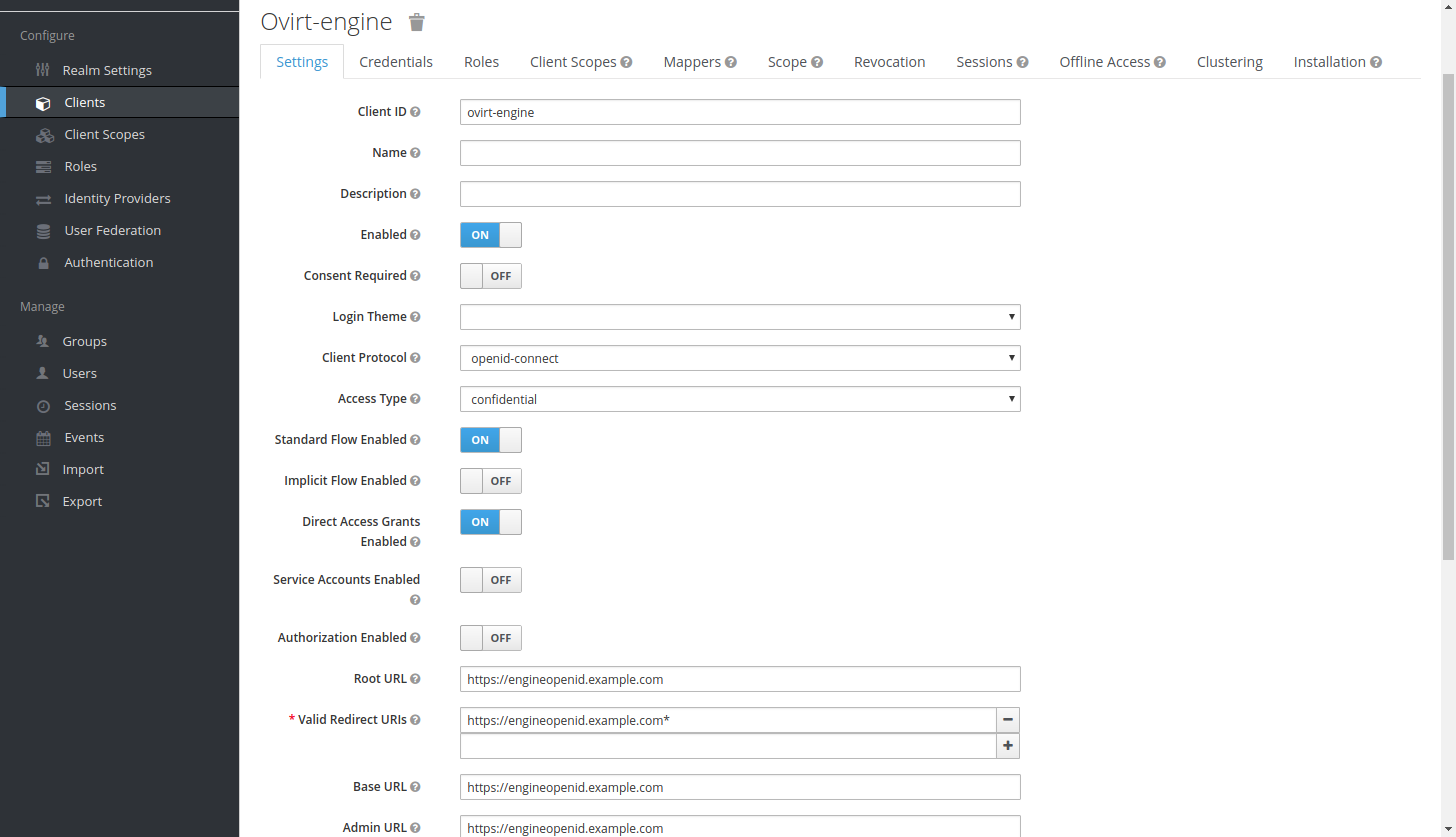 Configure
Realm Settings
Clients
Client Scopes
Roles
Identity Providers
User Federation
Authentication
Manage
Groups
Users
Sessions
Events
Import
Export
Ovirt-engine
Settings Credentials Roles Client Scopes Mappers Scope Revocation Sessions Offline Access Clustering Installation
Client ID ovirt-engine
Name
Description
Enabled ON
Consent Required OFF
Login Theme
Client Protocol openid-connect
Access Type confidential
Standard Flow Enabled ON
Implicit Flow Enabled OFF
Direct Access Grants
Enabled ON
Service Accounts Enabled OFF
Authorization Enabled OFF
Root URL https://engineopenid.example.com
* Valid Redirect URIs https://engineopenid.example.com*
Base URL https://engineopenid.example.com
Admin URL https://engineopenid.example.com